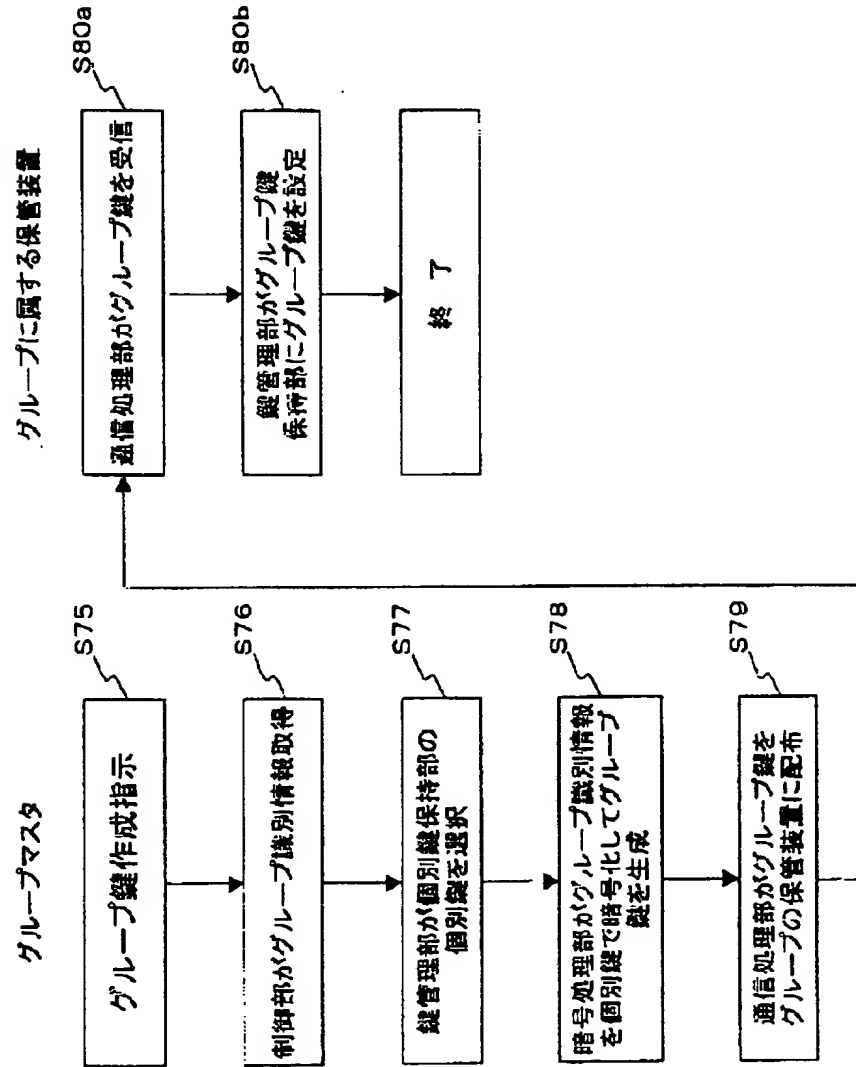 グループマスタ
グループ鍵作成指示
S75
制御部がグループ識別情報取得
S76
鍵管理部が個別鍵保持部の
個別鍵を選択
S77
暗号処理部がグループ識別情報
を個別鍵で暗号化してグループ
鍵を生成
S78
通信処理部がグループ鍵を
グループの保管装置に配布
S79
グループに属する保管装置
通信処理部がグループ鍵を受信
S80a
鍵管理部がグループ鍵
保持部にグループ鍵を設定
S80b
終 了